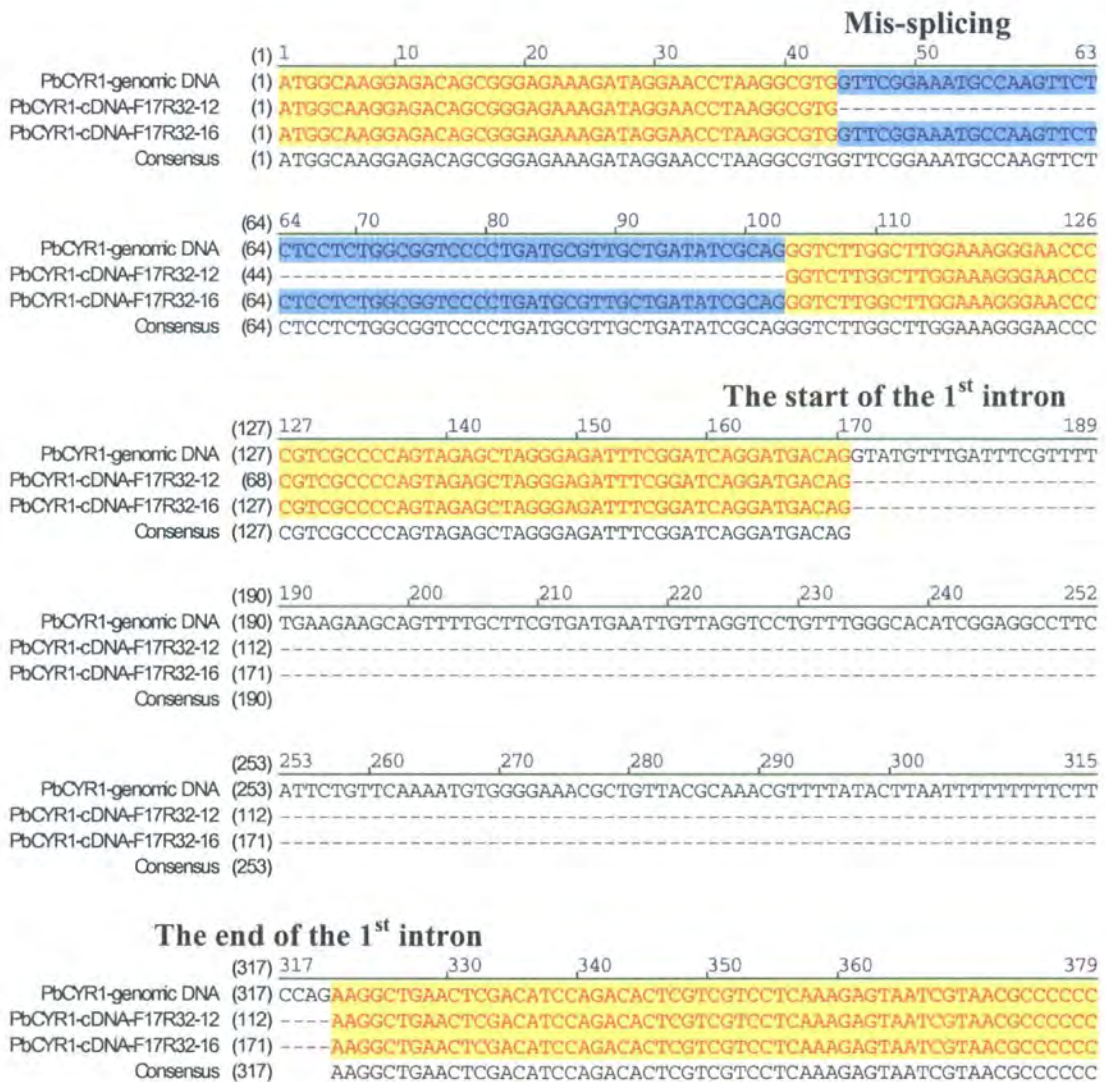 Mis-splicing
(1) 1 10 20 30 40 50 63
PbCYR1-genomic DNA (1) ATGGCAAGGAGACAGCGGGAGAAAGATAGGAACCTAAGGCGTGGTTCGGAAATGCCAAGTTCT
PbCYR1-cDNA-F17R32-12 (1) ATGGCAAGGAGACAGCGGGAGAAAGATAGGAACCTAAGGCGTG--------------------
PbCYR1-cDNA-F17R32-16 (1) ATGGCAAGGAGACAGCGGGAGAAAGATAGGAACCTAAGGCGTGGTTCGGAAATGCCAAGTTCT
Consensus (1) ATGGCAAGGAGACAGCGGGAGAAAGATAGGAACCTAAGGCGTGGTTCGGAAATGCCAAGTTCT
(64) 64 70 80 90 100 110 126
PbCYR1-genomic DNA (64) CTCCTCTGGCGGTCCCCTGATGCGTTGCTGATATCGCAGGGTCTTGGCTTGGAAAGGGAACCC
PbCYR1-cDNA-F17R32-12 (44) ---------------------------------------GGTCTTGGCTTGGAAAGGGAACCC
PbCYR1-cDNA-F17R32-16 (64) CTCCTCTGGCGGTCCCCTGATGCGTTGCTGATATCGCAGGGTCTTGGCTTGGAAAGGGAACCC
Consensus (64) CTCCTCTGGCGGTCCCCTGATGCGTTGCTGATATCGCAGGGTCTTGGCTTGGAAAGGGAACCC
The start of the 1st intron
(127) 127 140 150 160 170 189
PbCYR1-genomic DNA (127) CGTCGCCCCAGTAGAGCTAGGGAGATTTCGGATCAGGATGACAGGTATGTTTGATTTCGTTTT
PbCYR1-cDNA-F17R32-12 (68) CGTCGCCCCAGTAGAGCTAGGGAGATTTCGGATCAGGATGACAG-------------------
PbCYR1-cDNA-F17R32-16 (127) CGTCGCCCCAGTAGAGCTAGGGAGATTTCGGATCAGGATGACAG-------------------
Consensus (127) CGTCGCCCCAGTAGAGCTAGGGAGATTTCGGATCAGGATGACAG
(190) 190 200 210 220 230 240 252
PbCYR1-genomic DNA (190) TGAAGAAGCAGTTTTGCTTCGTGATGAATTGTTAGGTCCTGTTTGGGCACATCGGAGGCCTTC
PbCYR1-cDNA-F17R32-12 (112) ---------------------------------------------------------------
PbCYR1-cDNA-F17R32-16 (171) ---------------------------------------------------------------
Consensus (190)
(253) 253 260 270 280 290 300 315
PbCYR1-genomic DNA (253) ATTCTGTTCAAAATGTGGGGAAACGCTGTTACGCAAACGTTTTATACTTAATTTTTTTTTCTT
PbCYR1-cDNA-F17R32-12 (112) ---------------------------------------------------------------
PbCYR1-cDNA-F17R32-16 (171) ---------------------------------------------------------------
Consensus (253)
The end of the 1st intron
(317) 317 330 340 350 360 379
PbCYR1-genomic DNA (317) CCAGAAGGCTGAACTCGACATCCAGACACTCGTCGTCCTCAAAGAGTAATCGTAACGCCCCCC
PbCYR1-cDNA-F17R32-12 (112) ----AAGGCTGAACTCGACATCCAGACACTCGTCGTCCTCAAAGAGTAATCGTAACGCCCCCC
PbCYR1-cDNA-F17R32-16 (171) ----AAGGCTGAACTCGACATCCAGACACTCGTCGTCCTCAAAGAGTAATCGTAACGCCCCCC
Consensus (317) AAGGCTGAACTCGACATCCAGACACTCGTCGTCCTCAAAGAGTAATCGTAACGCCCCCC